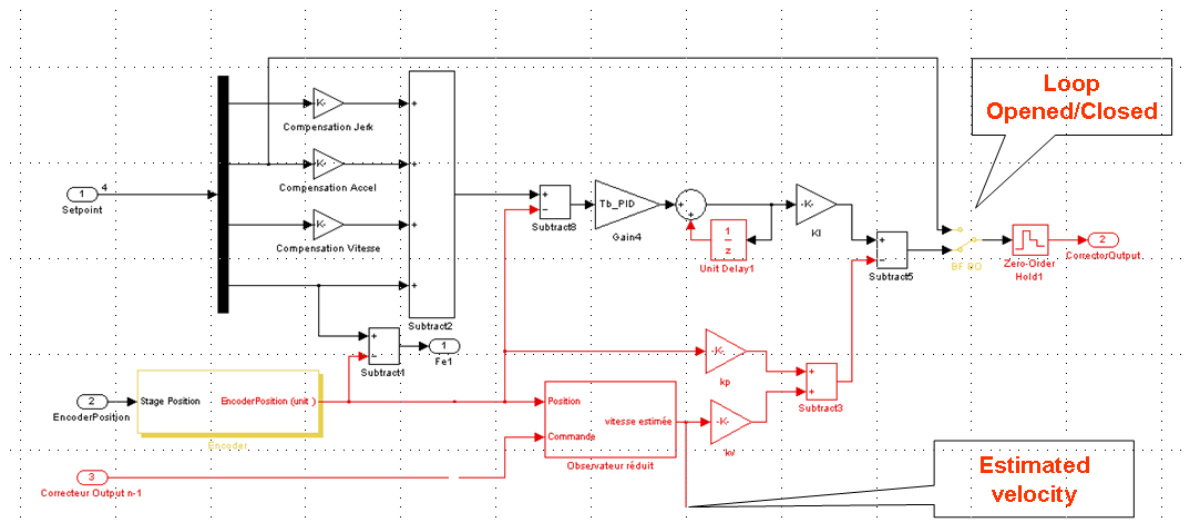 Loop
Opened/Closed
K-
Compensation Jerk
4
1
Setpoint
K-
Compensation Accel
K-
Compensation Vitesse
Subtract2
Subtract8
Tb_PID
Gain4
1
z
Unit Delay1
-K-
KI
Subtract5
BF BO
Zero-Order
Hold1
2
CorrectorOutput
Subtract4
1
Fe1
2
EncoderPosition
Stage Position
EncoderPosition (unit )
Encoder
Position
Commande
vitesse estimée
Observateur réduit
-K-
kp
-K-
kv
Subtract3
3
Correcteur Output n-1
Estimated
velocity